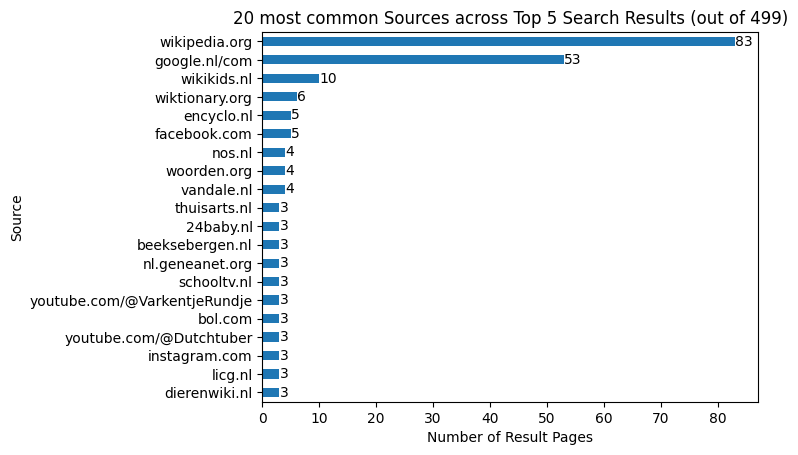 20 most common Sources across Top 5 Search Results (out of 499)
Source
wikipedia.org 83
google.nl/com 53
wikikids.nl 10
wiktionary.org 6
encyclo.nl 5
facebook.com 5
nos.nl 4
woorden.org 4
vandale.nl 4
thuisarts.nl 3
24baby.nl 3
beeksebergen.nl 3
nl.geneanet.org 3
schooltv.nl 3
youtube.com/@VarkentjeRundje 3
bol.com 3
youtube.com/@Dutchtuber 3
instagram.com 3
licg.nl 3
dierenwiki.nl 3
0 10 20 30 40 50 60 70 80
Number of Result Pages